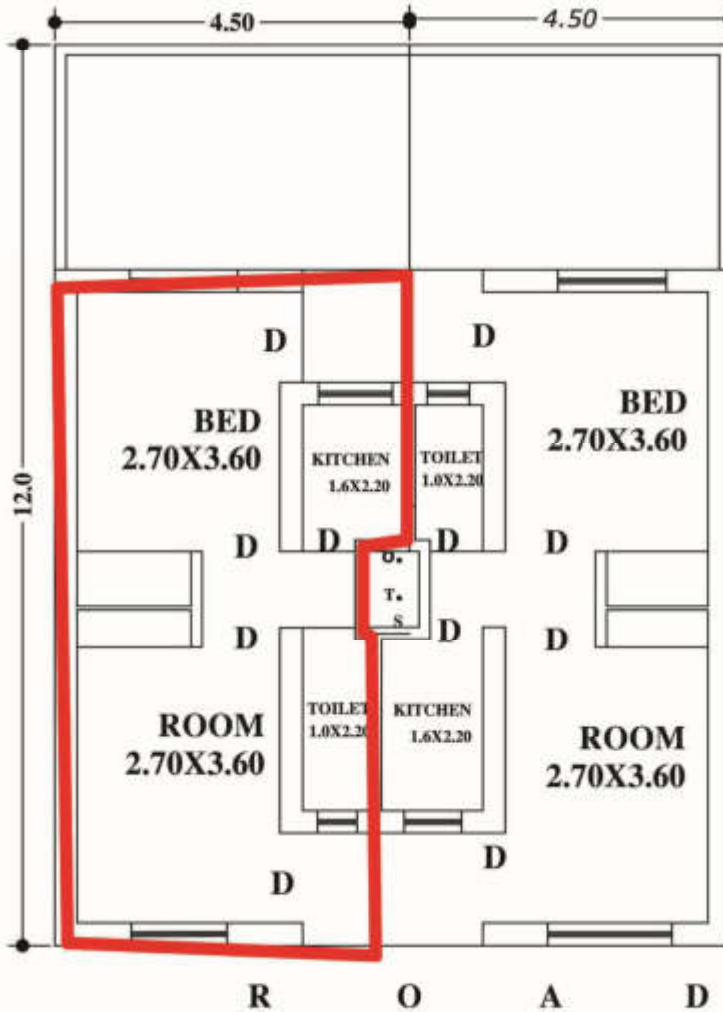 4.50 4.50
12.0
D D
BED
2.70X3.60
BED
2.70X3.60
KITCHEN
1.6X2.20
TOILET
1.0X2.20
D D D D
O.
T.
S
D D D
TOILET
1.0X2.20
KITCHEN
1.6X2.20
ROOM
2.70X3.60
ROOM
2.70X3.60
D D
R O A D